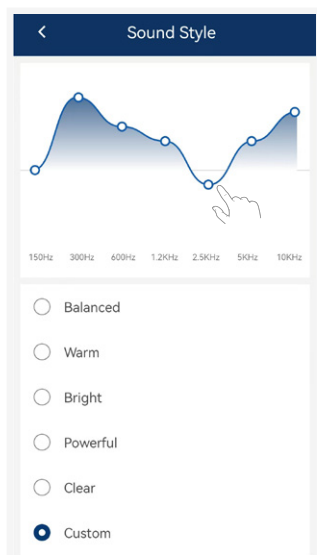 Sound Style
150Hz 300Hz 600Hz 1.2KHz 2.5KHz 5KHz 10KHz
Balanced
Warm
Bright
Powerful
Clear
Custom